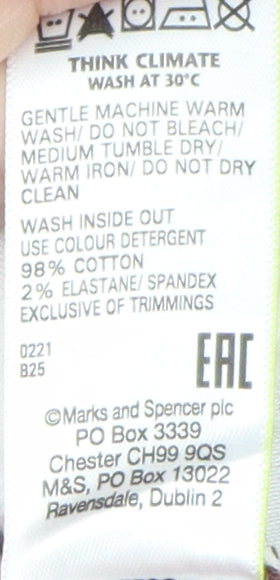 THINK CLIMATE
WASH AT 30°C
GENTLE MACHINE WARM
WASH/ DO NOT BLEACH/
MEDIUM TUMBLE DRY/
WARM IRON/ DO NOT DRY
CLEAN
WASH INSIDE OUT
USE COLOUR DETERGENT
98% COTTON
2% ELASTANE/ SPANDEX
EXCLUSIVE OF TRIMMINGS
0221
B25
EAC
©Marks and Spencer plc
PO Box 3339
Chester CH99 9QS
M&S, PO Box 13022
Ravensdale, Dublin 2